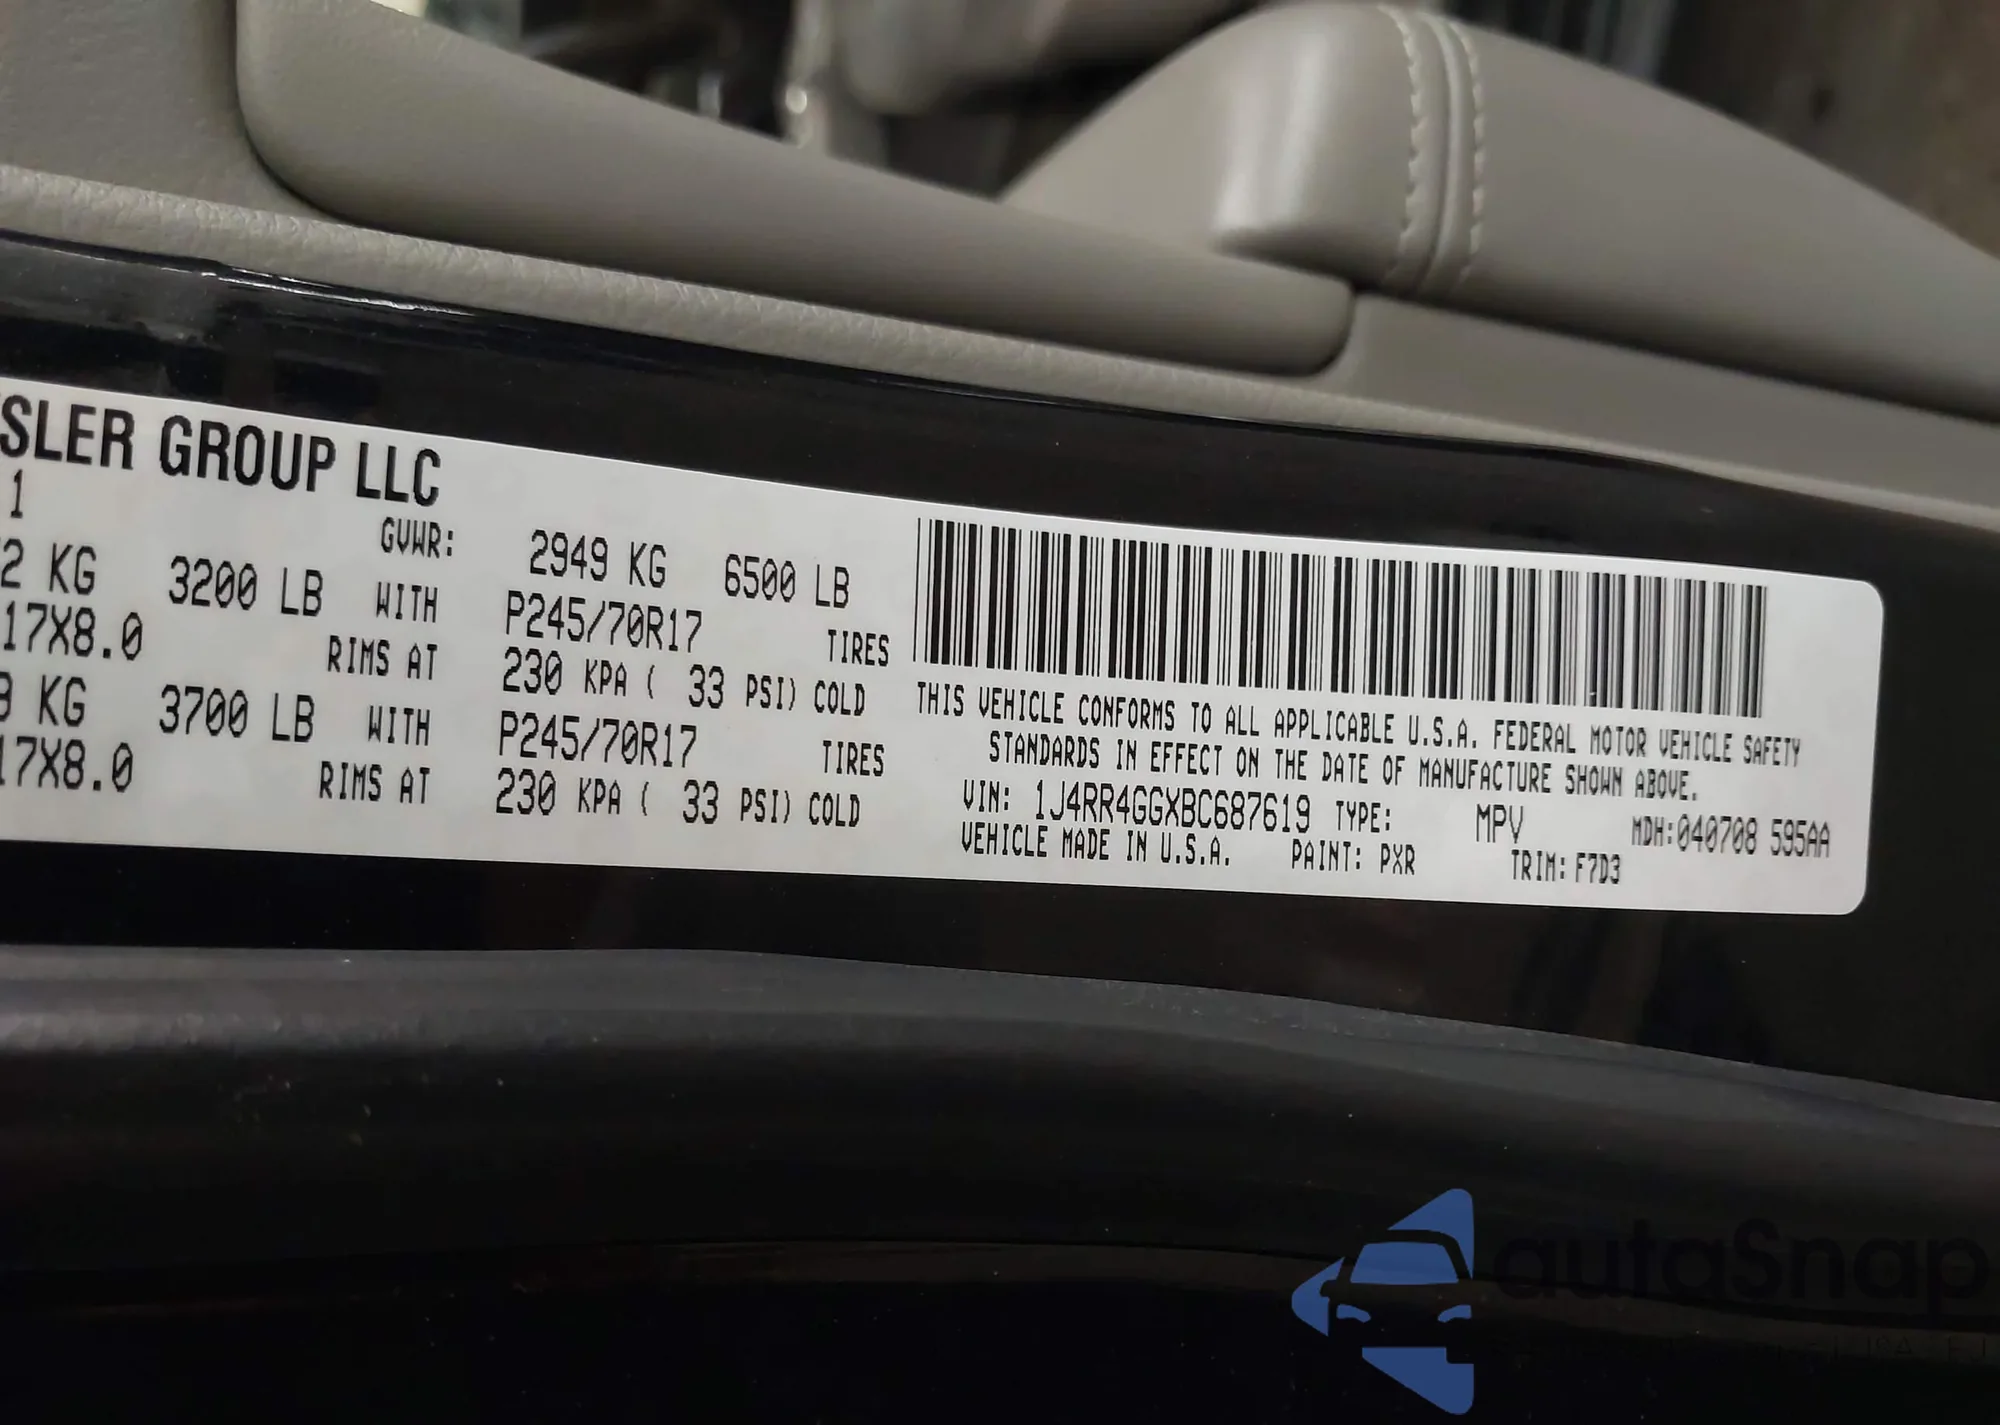 SLER GROUP LLC
1
GVWR: 2949 KG 6500 LB
2 KG 3200 LB WITH P245/70R17 TIRES
17X8.0 RIMS AT 230 KPA ( 33 PSI) COLD
KG 3700 LB WITH P245/70R17 TIRES
17X8.0 RIMS AT 230 KPA ( 33 PSI) COLD
THIS VEHICLE CONFORMS TO ALL APPLICABLE U.S.A. FEDERAL MOTOR VEHICLE SAFETY
STANDARDS IN EFFECT ON THE DATE OF MANUFACTURE SHOWN ABOVE.
VIN: 1J4RR4GGXBC687619 TYPE: MPV MDH:040708 595AA
VEHICLE MADE IN U.S.A. PAINT: PXR TRIM: F7D3
autaSnap